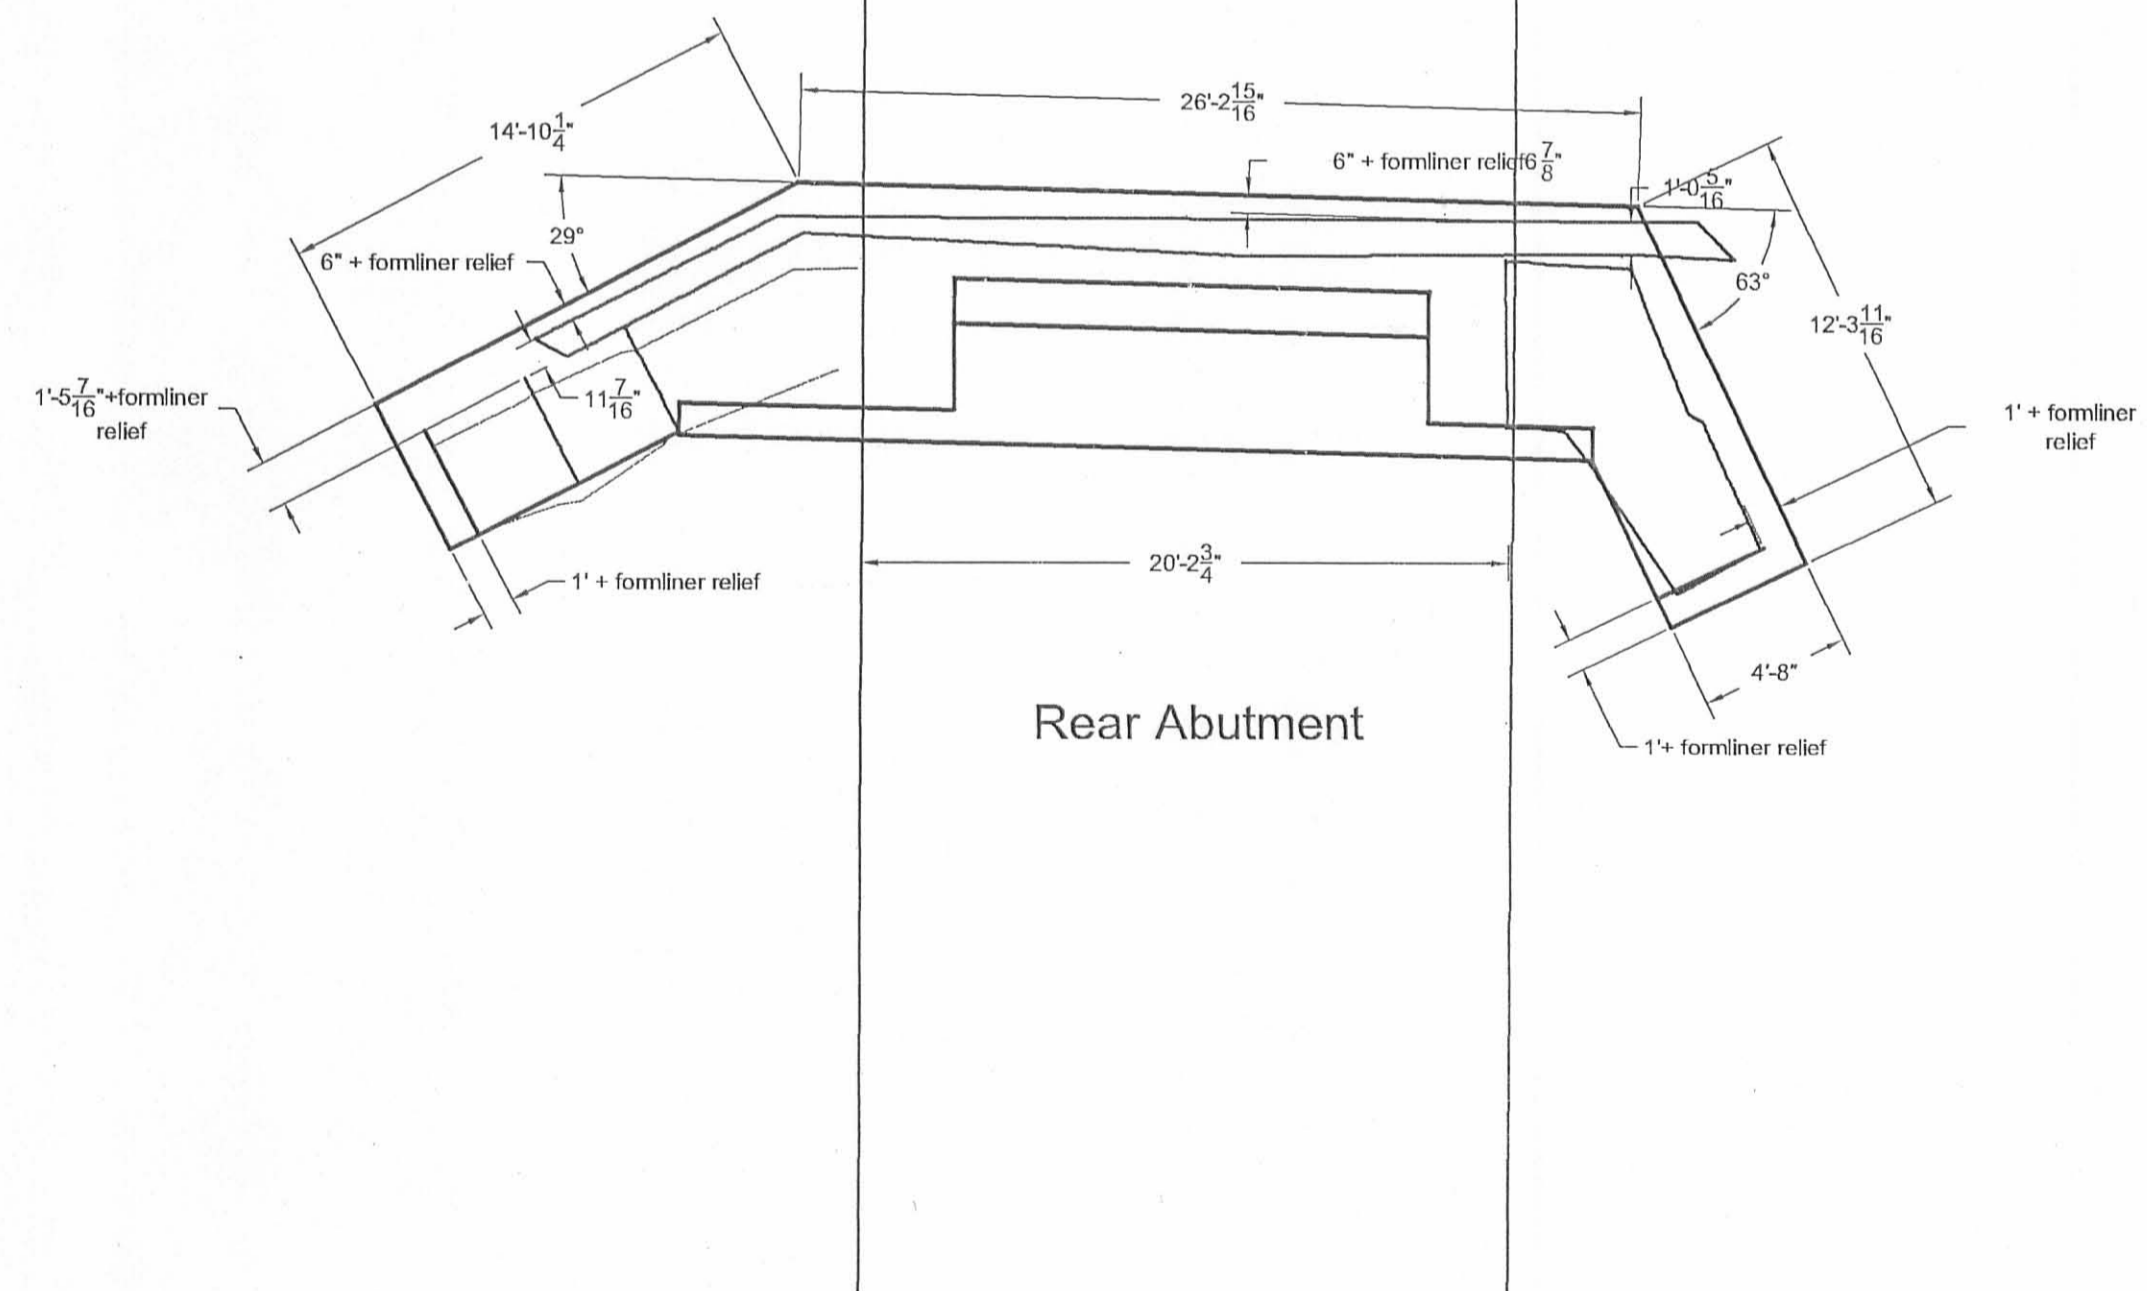 26'-2 15/16"
14'-10 1/4"
6" + formliner relief
6 7/8"
1'-0 5/16"
29°
6" + formliner relief
63°
12'-3 11/16"
1'-5 7/16"+formliner
relief
11 7/16"
1' + formliner
relief
20'-2 3/4"
1' + formliner relief
4'-8"
Rear Abutment
1'+ formliner relief